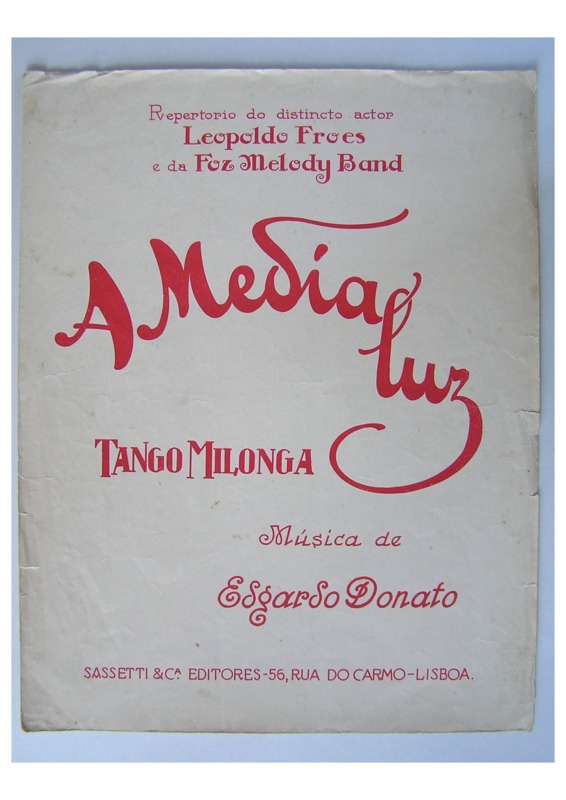 Repertorio do distincto actor
Leopoldo Froes
e da Foz Melody Band
A Media
luz
TANGO MILONGA
Música de
Edgardo Donato
SASSETTI & Cª EDITORES-56, RUA DO CARMO-LISBOA.